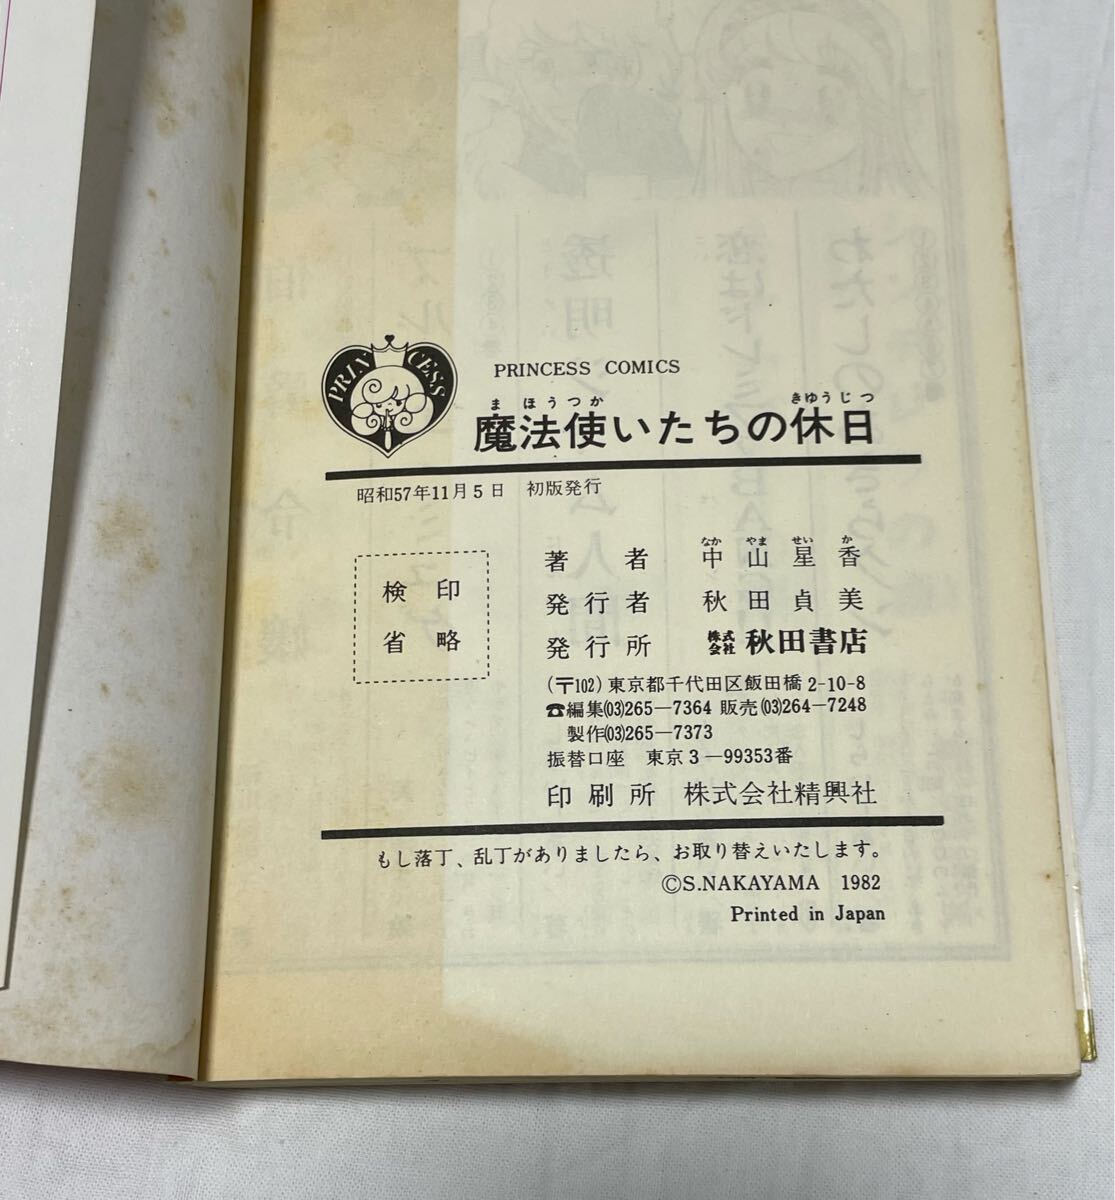 PRINCESS
PRINCESS COMICS
まほうつか きゆうじつ
魔法使いたちの休日
昭和57年11月5日 初版発行
検印
省略
なか やま せい か
著者 中山星香
発行者 秋田貞美
発行所 株式会社 秋田書店
(〒102) 東京都千代田区飯田橋2-10-8
☎編集(03)265―7364 販売(03)264―7248
製作(03)265―7373
振替口座 東京3―99353番
印刷所 株式会社精興社
もし落丁、乱丁がありましたら、お取り替えいたします。
©S.NAKAYAMA 1982
Printed in Japan